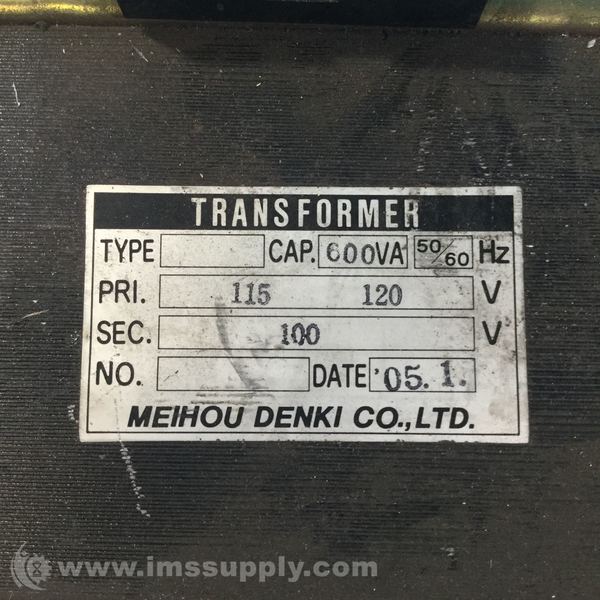 TRANSFORMER
TYPE CAP. 600VA 50/60 Hz
PRI. 115 120 V
SEC. 100 V
NO. DATE '05.1.
MEIHOU DENKI CO.,LTD.
www.imssupply.com